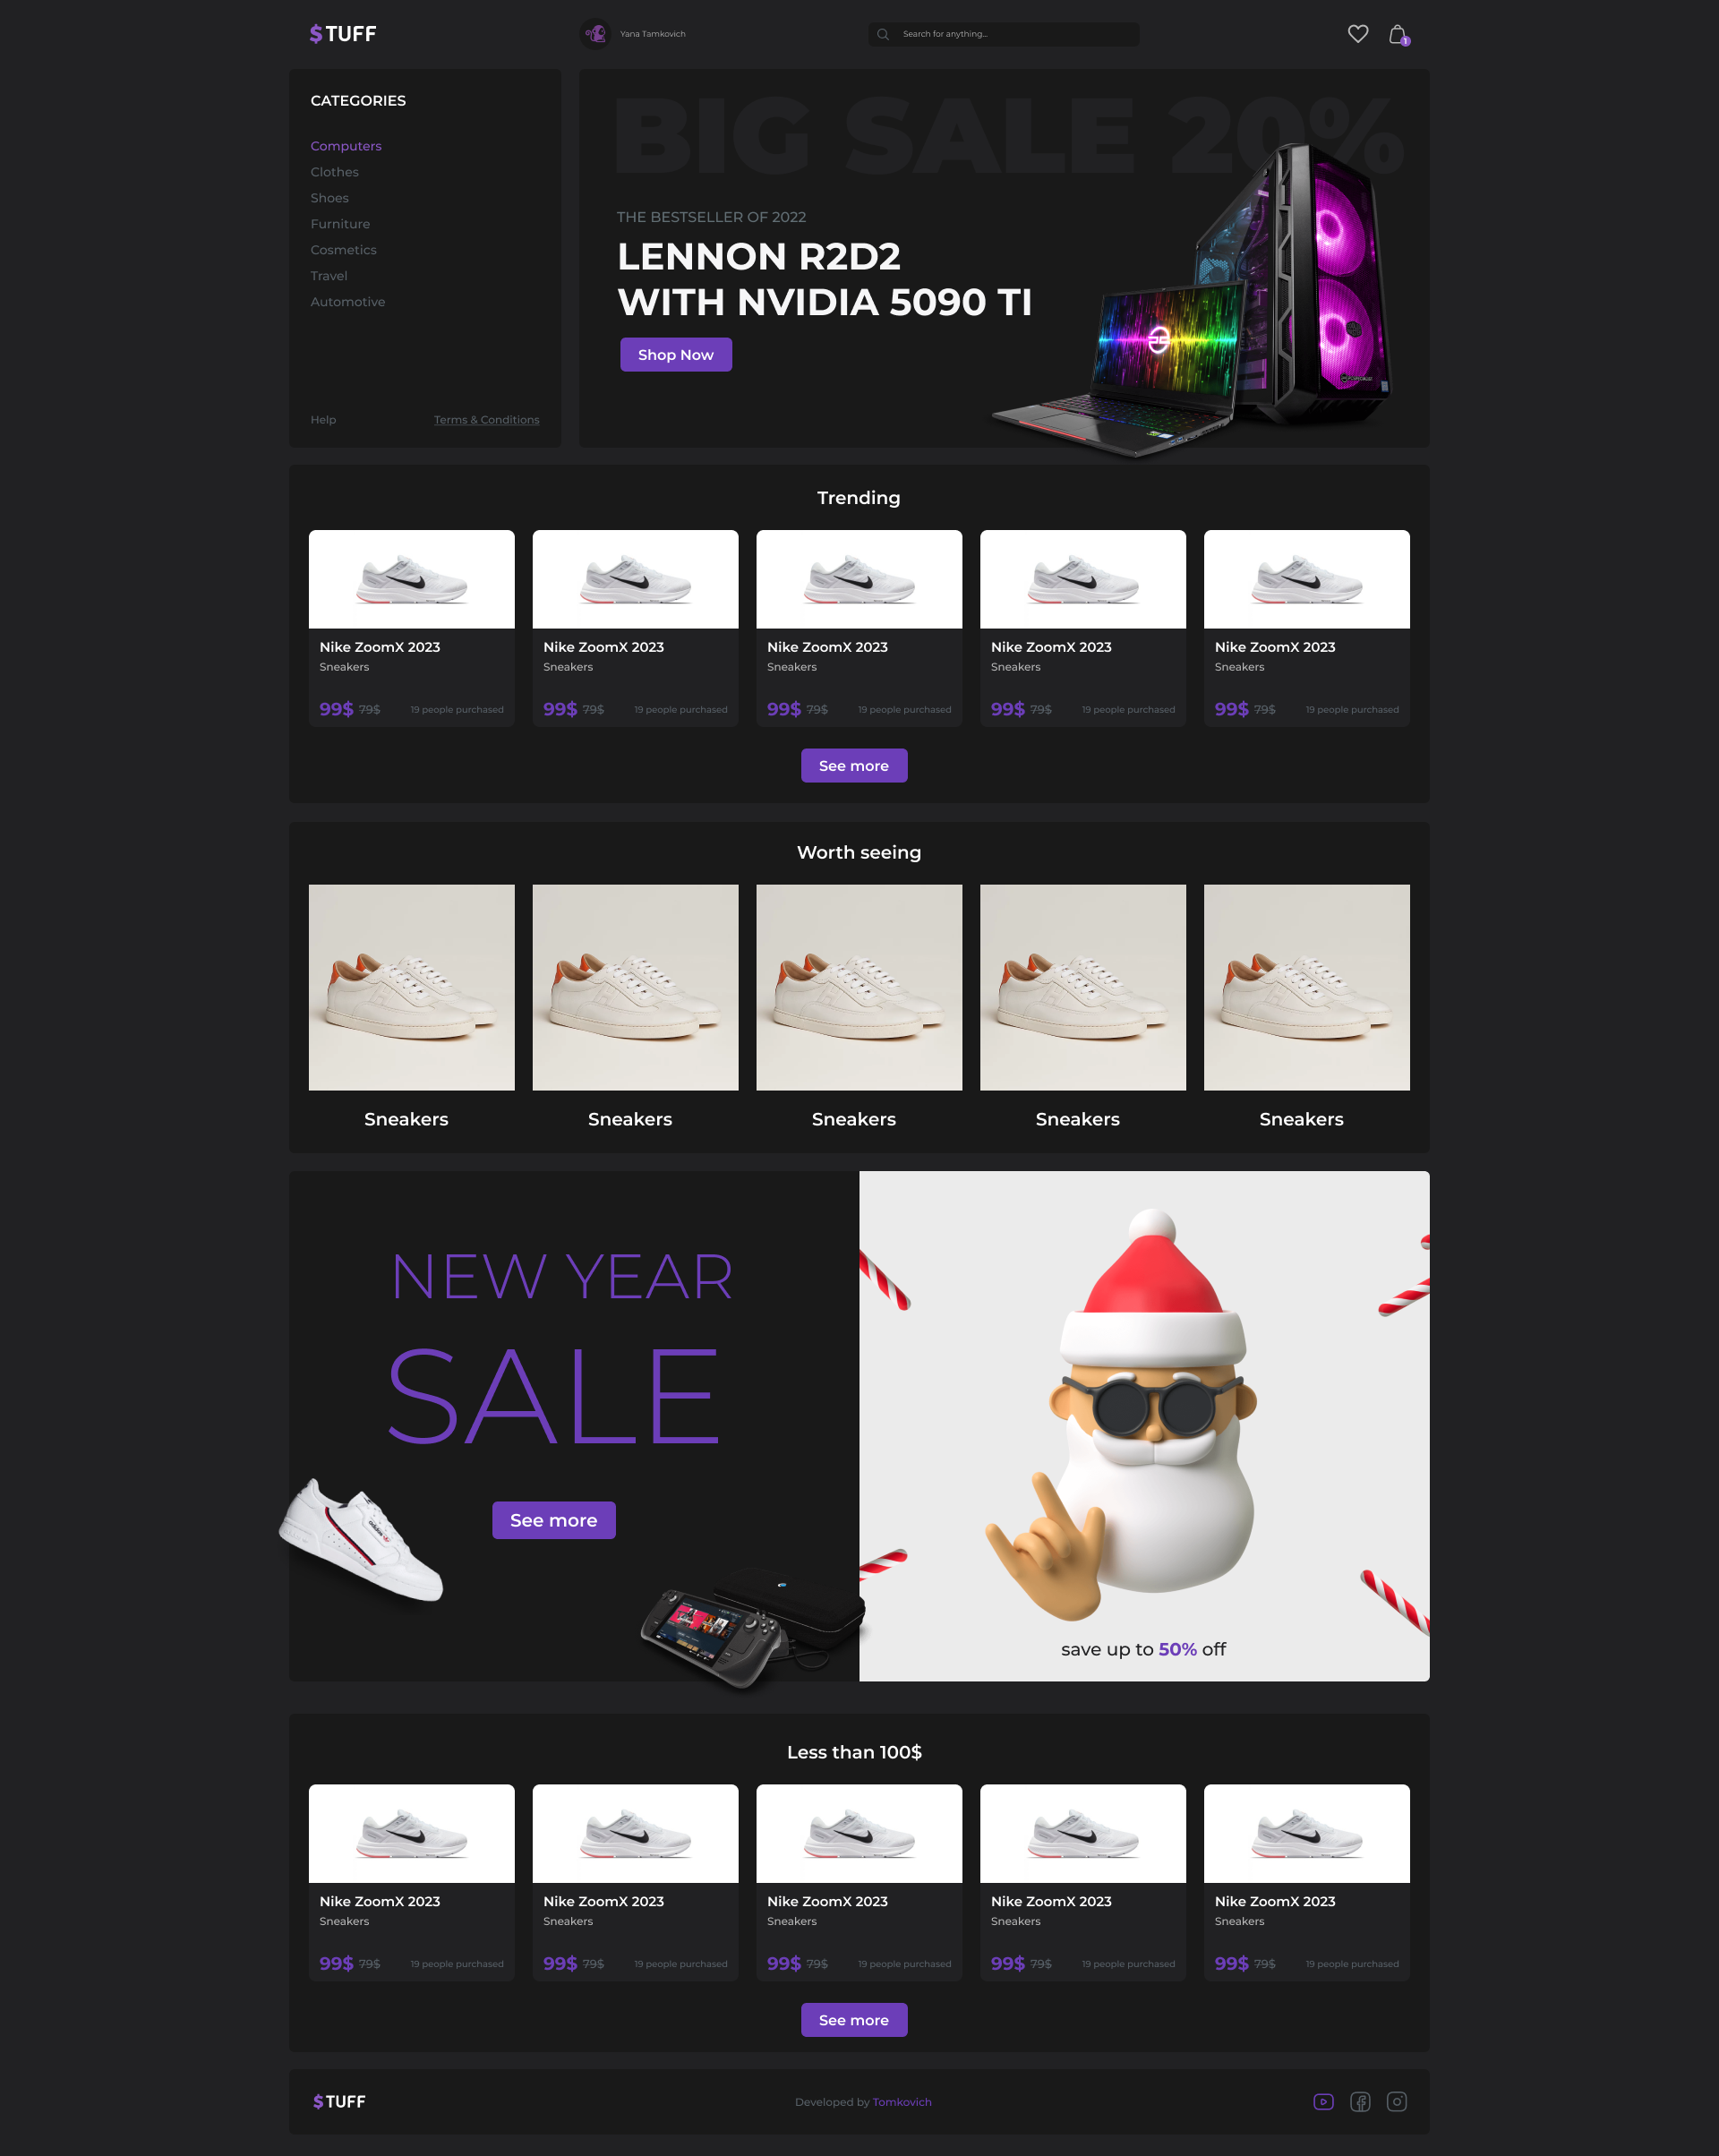 $TUFF
Yana Tamkovich
Search for anything...
1
CATEGORIES
Computers
Clothes
Shoes
Furniture
Cosmetics
Travel
Automotive
Help
Terms & Conditions
BIG SALE 20%
THE BESTSELLER OF 2022
LENNON R2D2
WITH NVIDIA 5090 TI
Shop Now
Trending
Nike ZoomX 2023
Sneakers
99$ 79$ 19 people purchased
Nike ZoomX 2023
Sneakers
99$ 79$ 19 people purchased
Nike ZoomX 2023
Sneakers
99$ 79$ 19 people purchased
Nike ZoomX 2023
Sneakers
99$ 79$ 19 people purchased
Nike ZoomX 2023
Sneakers
99$ 79$ 19 people purchased
See more
Worth seeing
Sneakers
Sneakers
Sneakers
Sneakers
Sneakers
NEW YEAR
SALE
adidas
See more
save up to 50% off
Less than 100$
Nike ZoomX 2023
Sneakers
99$ 79$ 19 people purchased
Nike ZoomX 2023
Sneakers
99$ 79$ 19 people purchased
Nike ZoomX 2023
Sneakers
99$ 79$ 19 people purchased
Nike ZoomX 2023
Sneakers
99$ 79$ 19 people purchased
Nike ZoomX 2023
Sneakers
99$ 79$ 19 people purchased
See more
$TUFF
Developed by Tomkovich